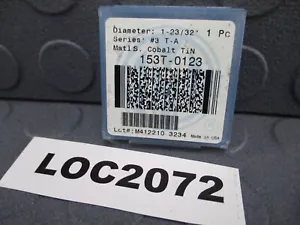 Diameter: 1-23/32" 1 Pc
Series: #3 T-A
Matl S. Cobalt TiN
153T-0123
Lct#:M412210 3234 Made in USA
LOC2072